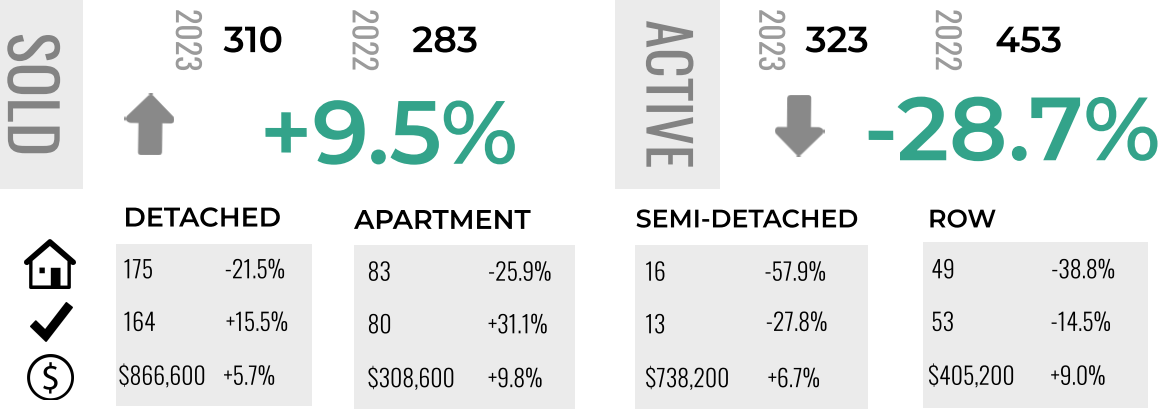 SOLD
2023 310 2022 283
+9.5%
ACTIVE
2023 323 2022 453
-28.7%
DETACHED APARTMENT SEMI-DETACHED ROW
175 -21.5% 83 -25.9% 16 -57.9% 49 -38.8%
164 +15.5% 80 +31.1% 13 -27.8% 53 -14.5%
$ $866,600 +5.7% $308,600 +9.8% $738,200 +6.7% $405,200 +9.0%